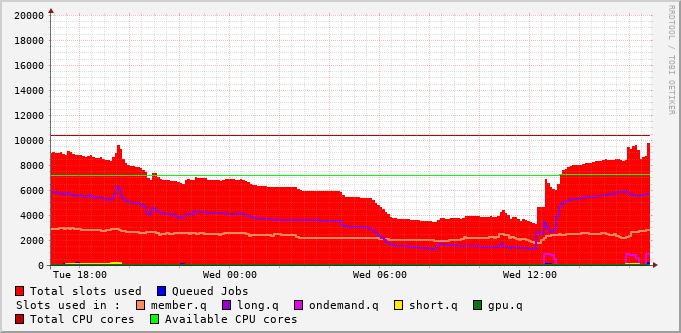 RRDTOOL / TOBI OETIKER
20000
18000
16000
14000
12000
10000
8000
6000
4000
2000
0
Tue 18:00 Wed 00:00 Wed 06:00 Wed 12:00
Total slots used Queued Jobs
Slots used in : member.q long.q ondemand.q short.q gpu.q
Total CPU cores Available CPU cores